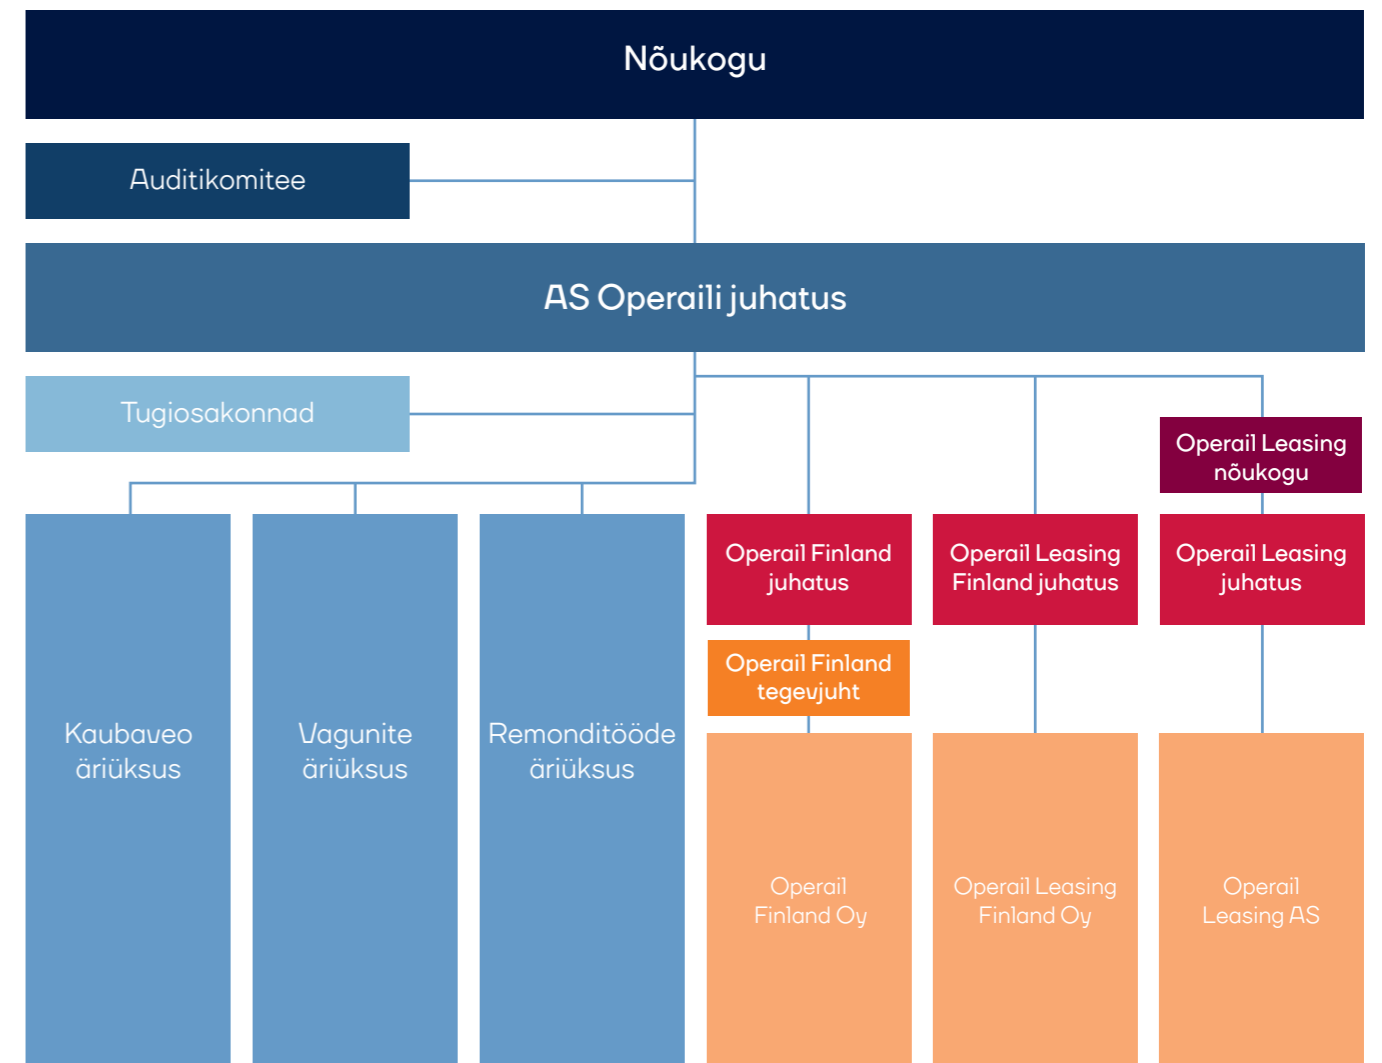 Nõukogu
Auditikomitee
AS Operaili juhatus
Tugiosakonnad
Operail Leasing
nõukogu
Operail Finland
juhatus
Operail Leasing
Finland juhatus
Operail Leasing
juhatus
Operail Finland
tegevjuht
Kaubaveo
äriüksus
Vagunite
äriüksus
Remonditööde
äriüksus
Operail
Finland Oy
Operail Leasing
Finland Oy
Operail
Leasing AS